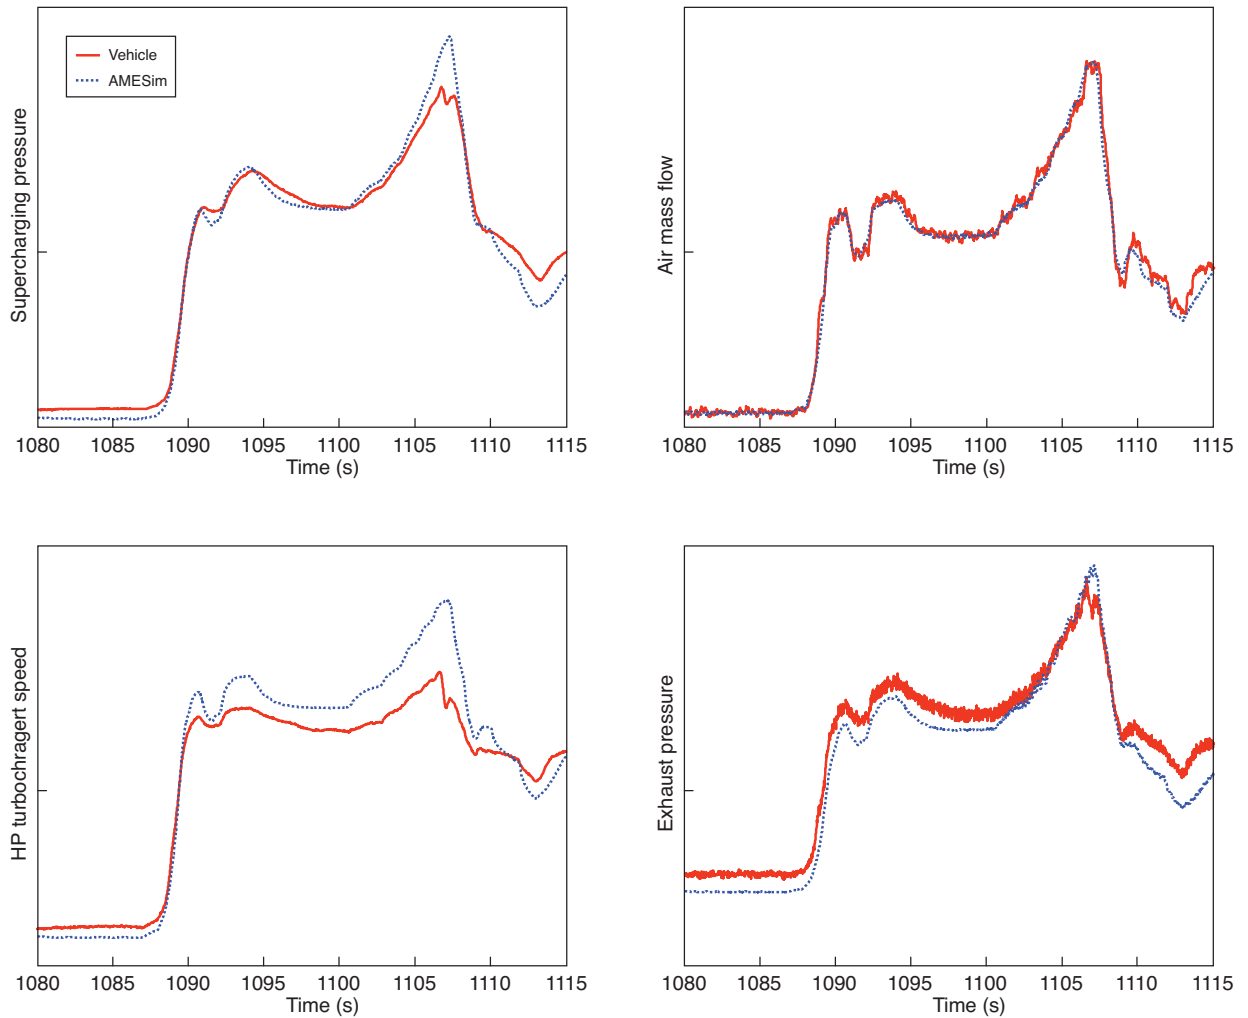 Supercharging pressure
Vehicle
AMESim
1080 1085 1090 1095 1100 1105 1110 1115
Time (s)
Air mass flow
1080 1085 1090 1095 1100 1105 1110 1115
Time (s)
HP turbochragert speed
1080 1085 1090 1095 1100 1105 1110 1115
Time (s)
Exhaust pressure
1080 1085 1090 1095 1100 1105 1110 1115
Time (s)